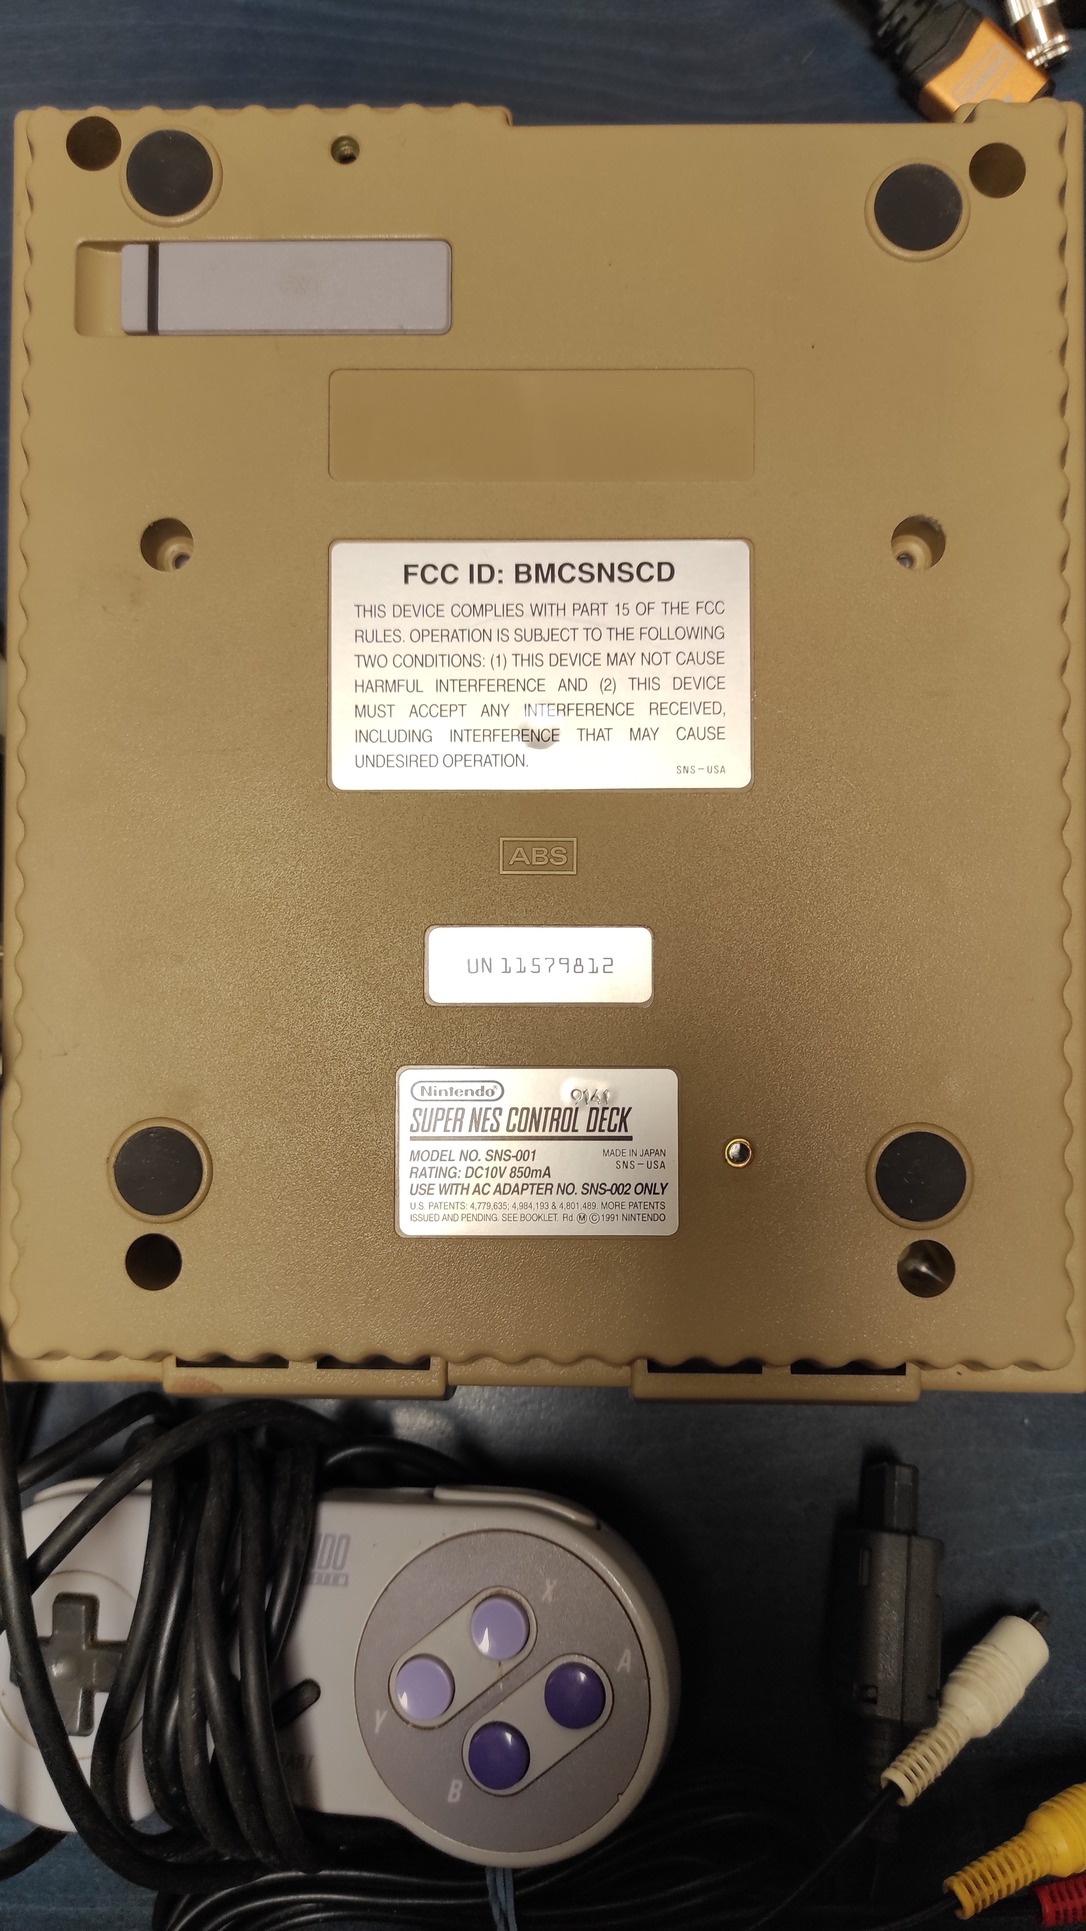 FCC ID: BMCSNSCD
THIS DEVICE COMPLIES WITH PART 15 OF THE FCC
RULES. OPERATION IS SUBJECT TO THE FOLLOWING
TWO CONDITIONS: (1) THIS DEVICE MAY NOT CAUSE
HARMFUL INTERFERENCE AND (2) THIS DEVICE
MUST ACCEPT ANY INTERFERENCE RECEIVED,
INCLUDING INTERFERENCE THAT MAY CAUSE
UNDESIRED OPERATION.
SNS-USA
ABS
UN 11579812
Nintendo®
SUPER NES CONTROL DECK
MODEL NO. SNS-001
MADE IN JAPAN
SNS-USA
RATING: DC10V 850mA
USE WITH AC ADAPTER NO. SNS-002 ONLY
U.S. PATENTS: 4,779,635; 4,984,193 & 4,801,489. MORE PATENTS
ISSUED AND PENDING. SEE BOOKLET. Rd. Ⓜ ©1991 NINTENDO
X
A
Y
B